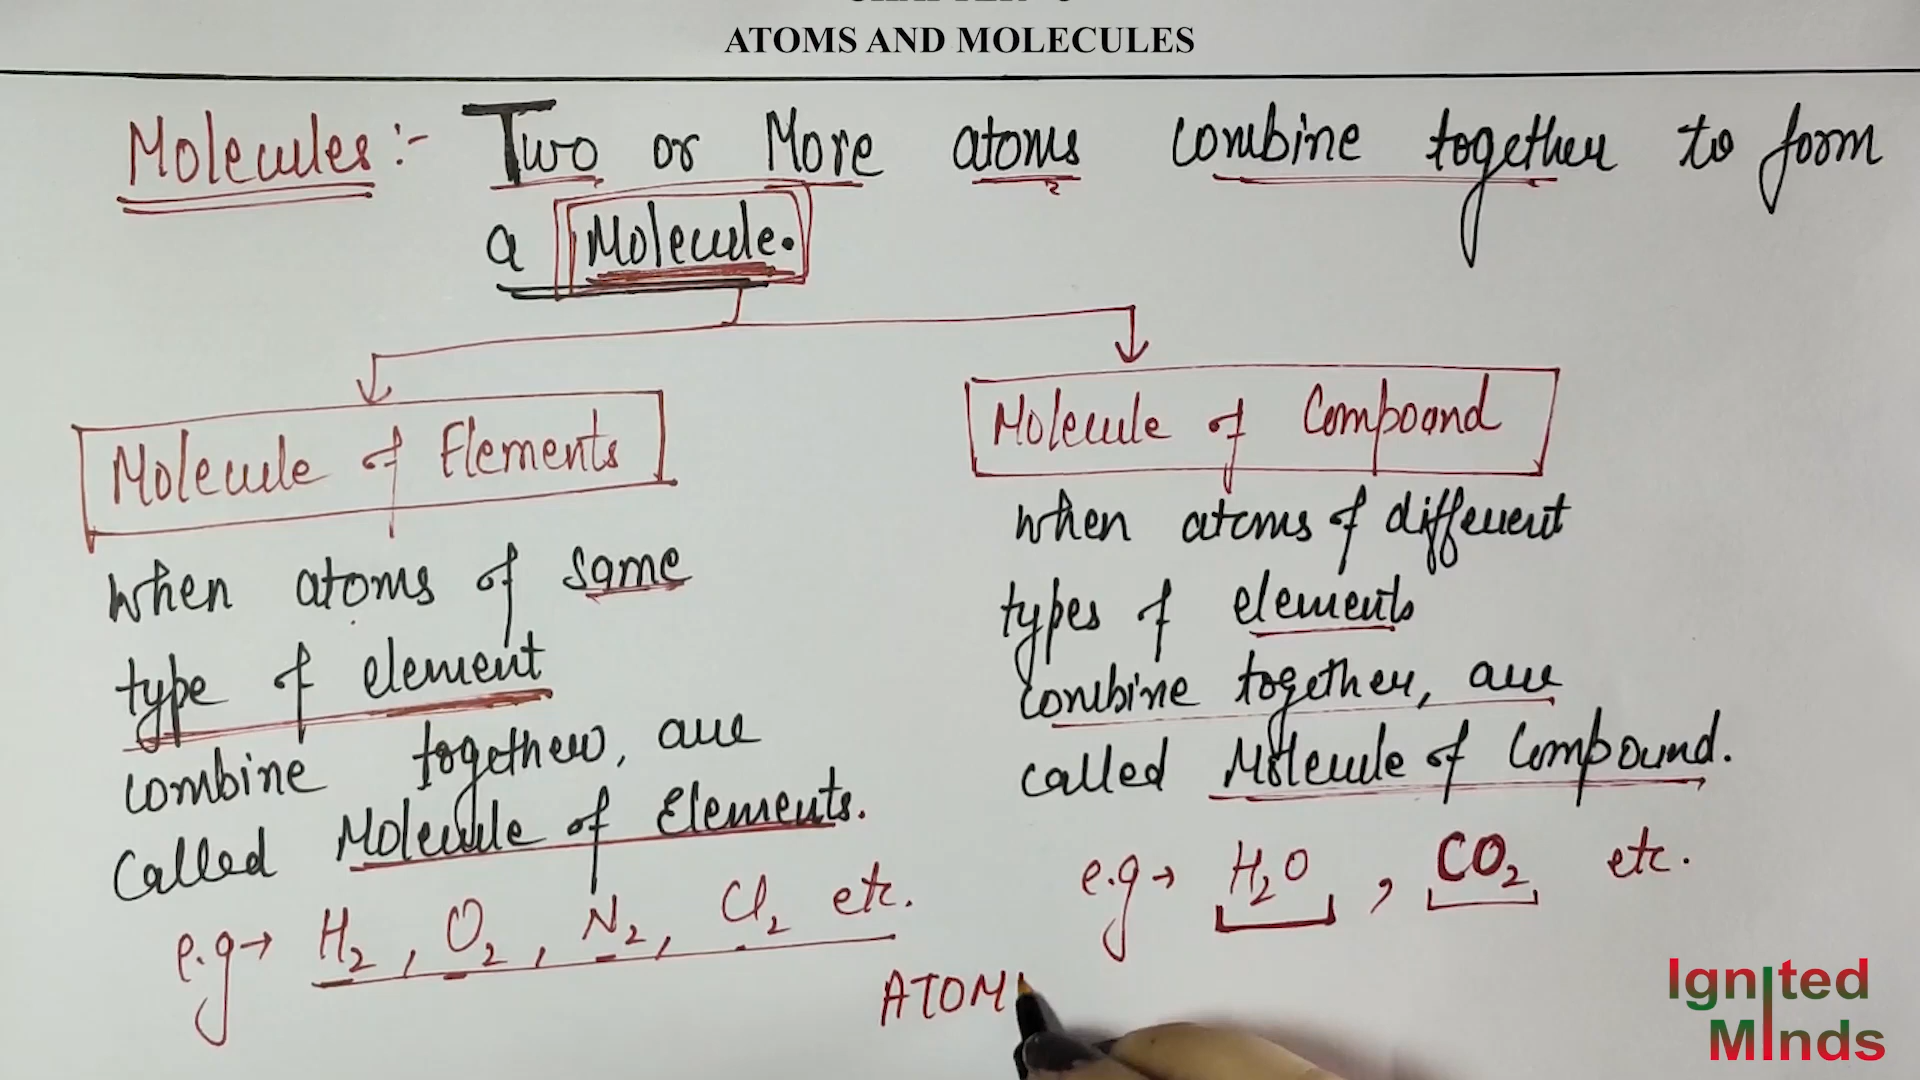 ATOMS AND MOLECULES
Molecules:- Two or More atoms combine together to form
a Molecule.
Molecule of Elements
When atoms of same
type of element
combine together, are
called Molecule of Elements.
e.g → H₂, O₂, N₂, Cl₂ etc.
Molecule of Compound
When atoms of different
types of elements
combine together, are
called Molecule of Compound.
e.g → H₂O, CO₂ etc.
ATOM
Ignited
Minds